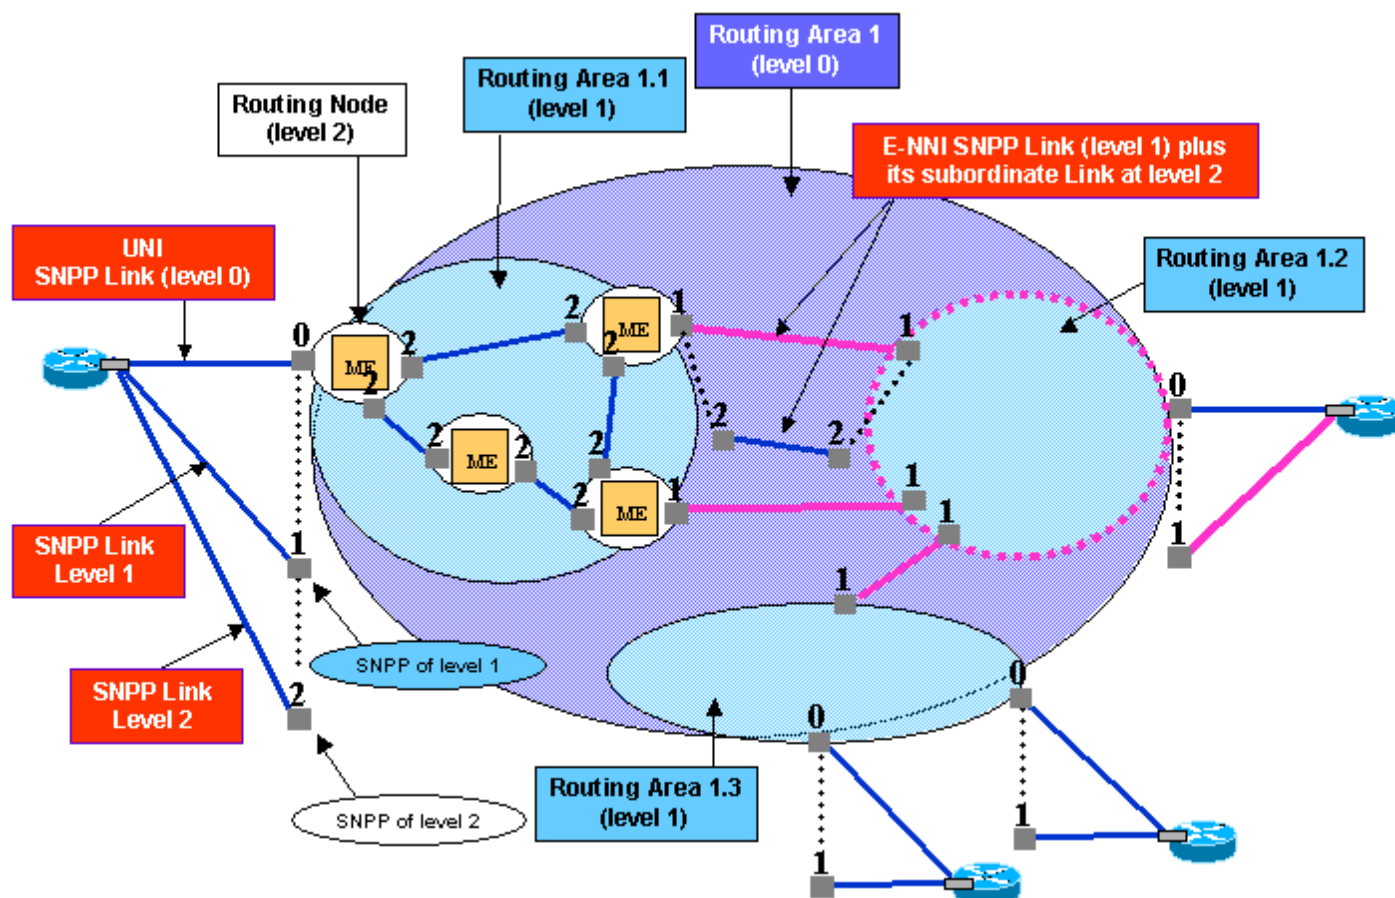 Routing Area 1
(level 0)
Routing Area 1.1
(level 1)
Routing Node
(level 2)
E-NNI SNPP Link (level 1) plus
its subordinate Link at level 2
UNI
SNPP Link (level 0)
Routing Area 1.2
(level 1)
0
ME
2
2
2
ME
1
2
1
2
2
0
2
ME
2
2
2
ME
1
1
1
1
SNPP Link
Level 1
1
1
SNPP of level 1
SNPP Link
Level 2
2
0
0
SNPP of level 2
Routing Area 1.3
(level 1)
1
1